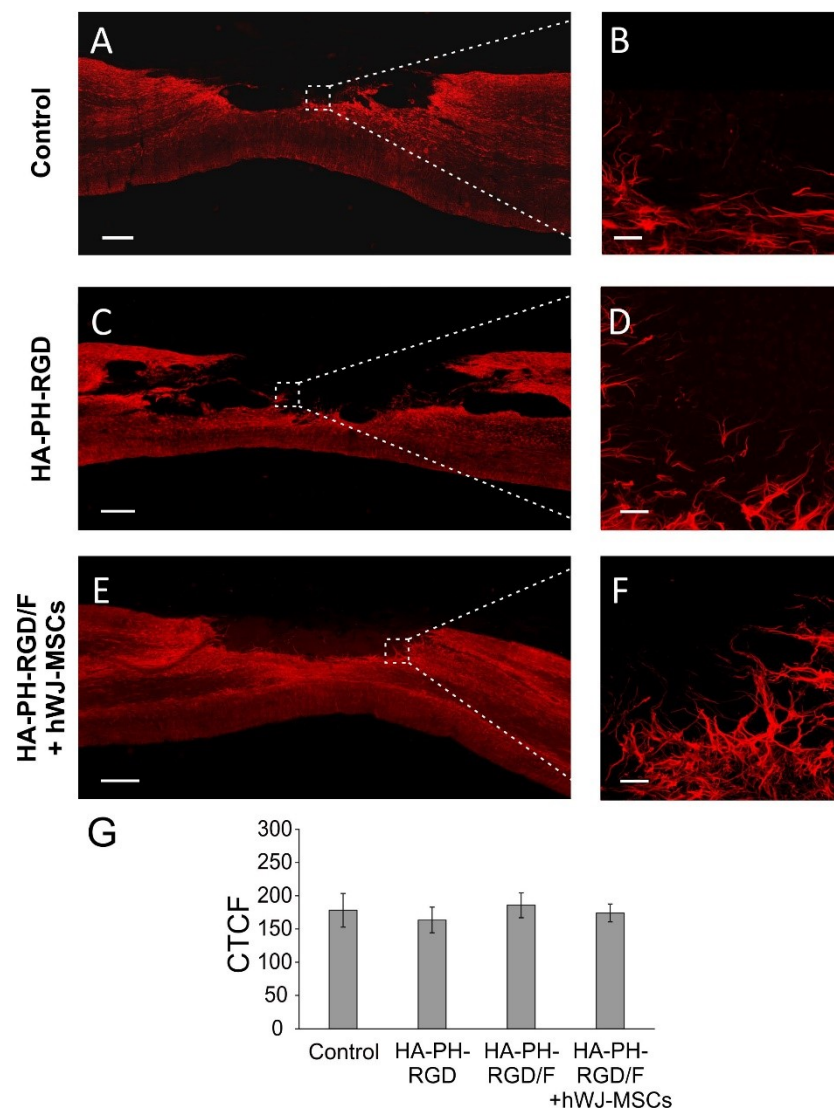 Control
A
B
HA-PH-RGD
C
D
HA-PH-RGD/F
+ hWJ-MSCs
E
F
G
CTCF
300
250
200
150
100
50
0
Control
HA-PH-
RGD
HA-PH-
RGD/F
HA-PH-
RGD/F
+hWJ-MSCs